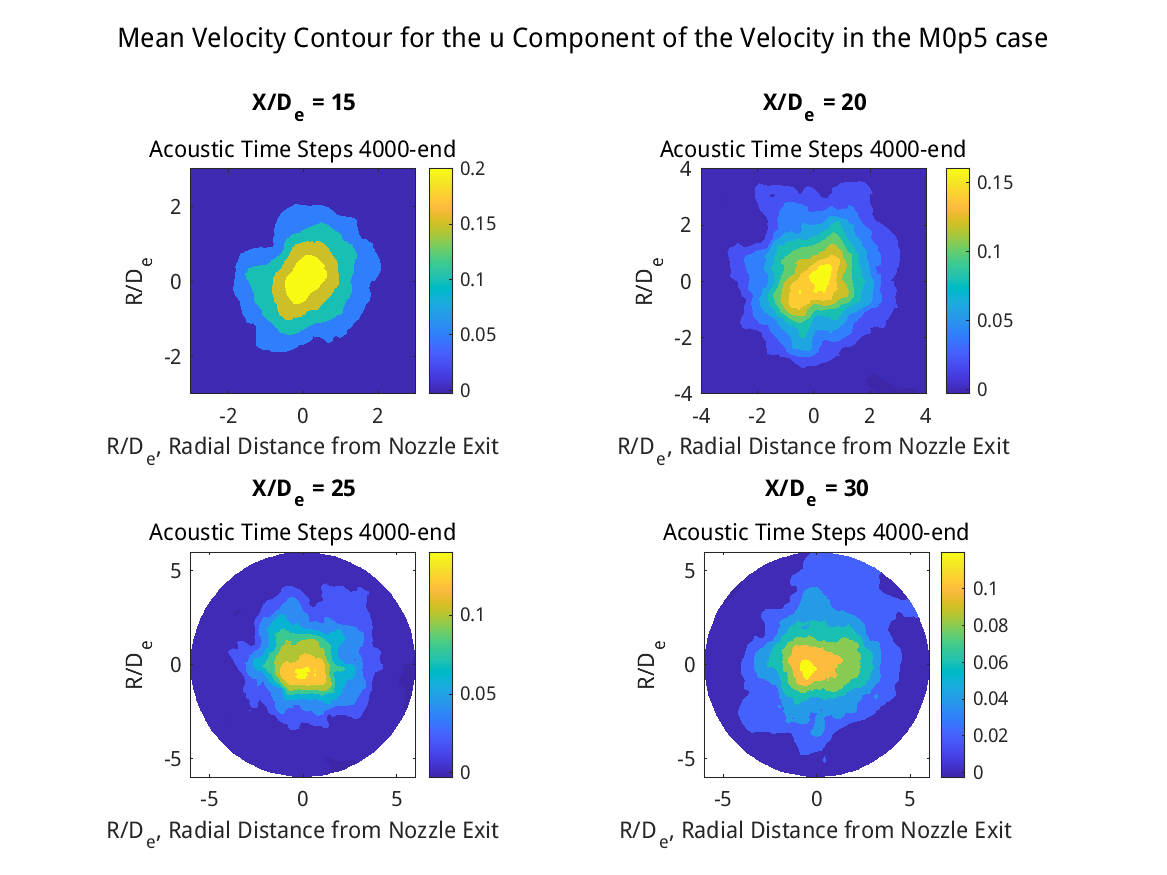 Mean Velocity Contour for the u Component of the Velocity in the M0p5 case
X/De = 15
Acoustic Time Steps 4000-end
R/De
2
0
-2
-2 0 2
0.2
0.15
0.1
0.05
0
R/De, Radial Distance from Nozzle Exit
X/De = 20
Acoustic Time Steps 4000-end
R/De
4
2
0
-2
-4
-4 -2 0 2 4
0.15
0.1
0.05
0
R/De, Radial Distance from Nozzle Exit
X/De = 25
Acoustic Time Steps 4000-end
R/De
5
0
-5
-5 0 5
0.1
0.05
0
R/De, Radial Distance from Nozzle Exit
X/De = 30
Acoustic Time Steps 4000-end
R/De
5
0
-5
-5 0 5
0.1
0.08
0.06
0.04
0.02
0
R/De, Radial Distance from Nozzle Exit